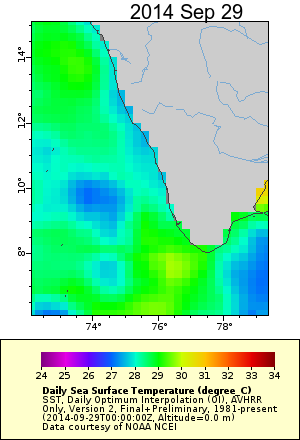 2014 Sep 29
14°
12°
10°
8°
74° 76° 78°
24 25 26 27 28 29 30 31 32 33 34
Daily Sea Surface Temperature (degree_C)
SST, Daily Optimum Interpolation (OI), AVHRR
Only, Version 2, Final+Preliminary, 1981-present
(2014-09-29T00:00:00Z, Altitude=0.0 m)
Data courtesy of NOAA NCEI